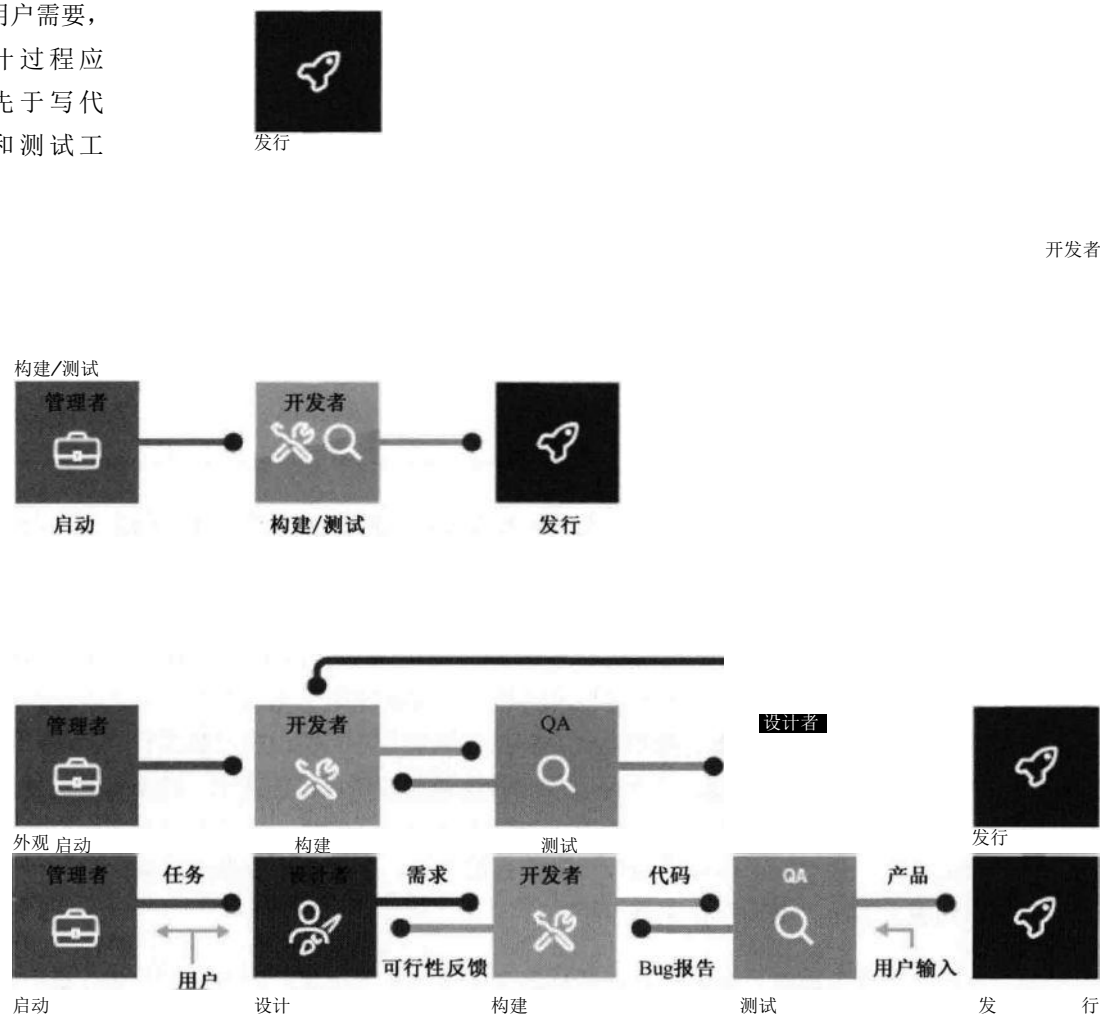 用户需要,
计过程应
先于写代
和测试工
发行
开发者
构建/测试
管理者 开发者
启动 构建/测试 发行
管理者 开发者 QA 设计者
外观 启动 构建 测试 发行
管理者 任务 设计者 需求 开发者 代码 QA 产品
用户 可行性反馈 Bug报告 用户输入
启动 设计 构建 测试 发 行